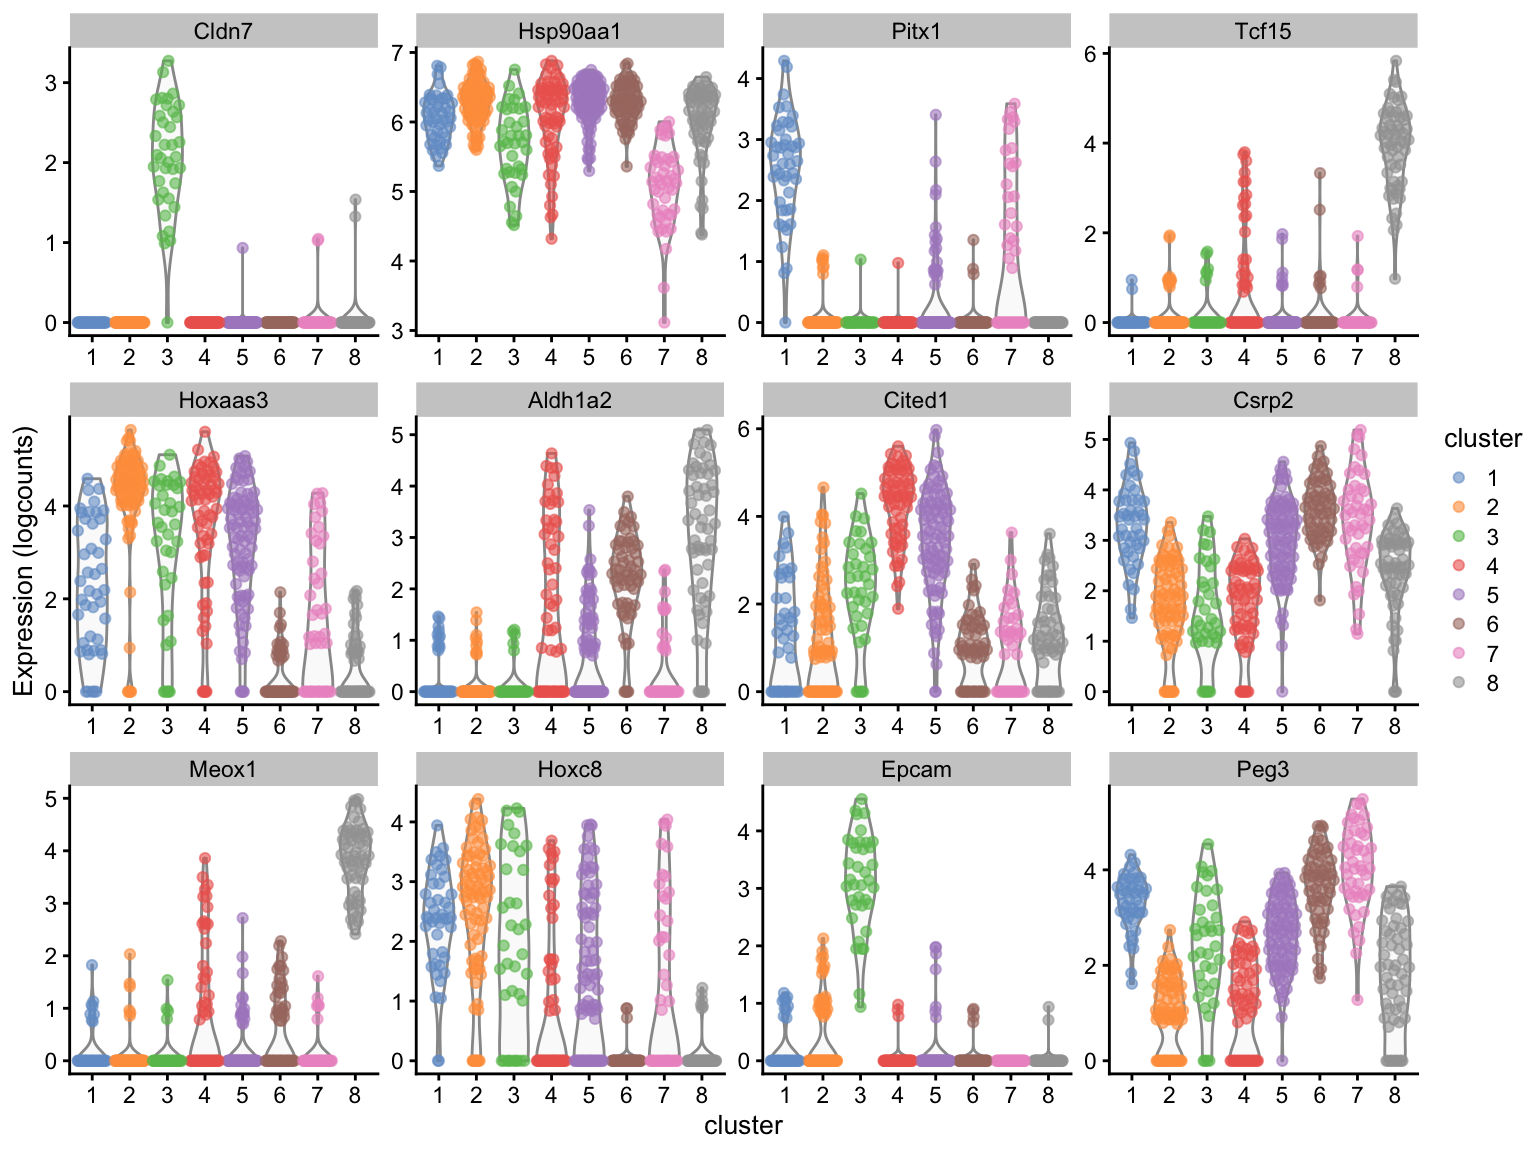 Cldn7 Hsp90aa1 Pitx1 Tcf15
3 2 1 0
7 6 5 4 3
4 3 2 1 0
6 4 2 0
1 2 3 4 5 6 7 8 1 2 3 4 5 6 7 8 1 2 3 4 5 6 7 8 1 2 3 4 5 6 7 8
Hoxaas3 Aldh1a2 Cited1 Csrp2
4 2 0
5 4 3 2 1 0
6 4 2 0
5 4 3 2 1 0
1 2 3 4 5 6 7 8 1 2 3 4 5 6 7 8 1 2 3 4 5 6 7 8 1 2 3 4 5 6 7 8
Meox1 Hoxc8 Epcam Peg3
5 4 3 2 1 0
4 3 2 1 0
4 3 2 1 0
4 2 0
1 2 3 4 5 6 7 8 1 2 3 4 5 6 7 8 1 2 3 4 5 6 7 8 1 2 3 4 5 6 7 8
Expression (logcounts)
cluster
cluster
1
2
3
4
5
6
7
8